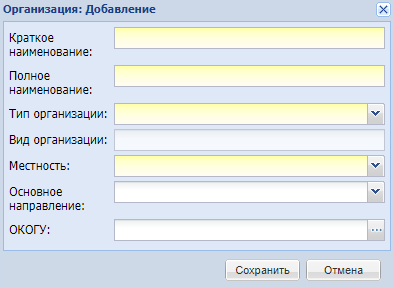 Организация: Добавление
Краткое
наименование:
Полное
наименование:
Тип организации:
Вид организации:
Местность:
Основное
направление:
ОКОГУ:
Сохранить Отмена